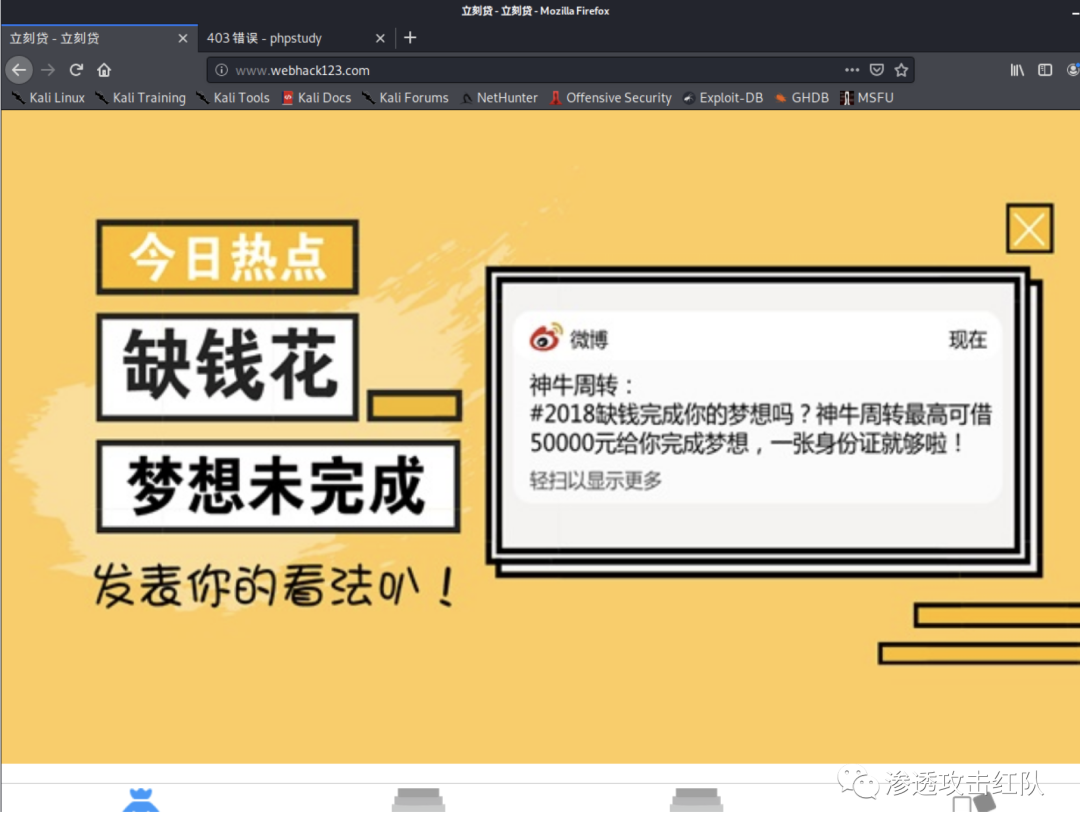 立刻贷 - 立刻贷 - Mozilla Firefox
立刻贷 - 立刻贷
403 错误 - phpstudy
www.webhack123.com
Kali Linux Kali Training Kali Tools Kali Docs Kali Forums NetHunter Offensive Security Exploit-DB GHDB MSFU
今日热点
缺钱花
梦想未完成
发表你的看法叭！
微博 现在
神牛周转：
#2018缺钱完成你的梦想吗？神牛周转最高可借
50000元给你完成梦想，一张身份证就够啦！
轻扫以显示更多
渗透攻击红队